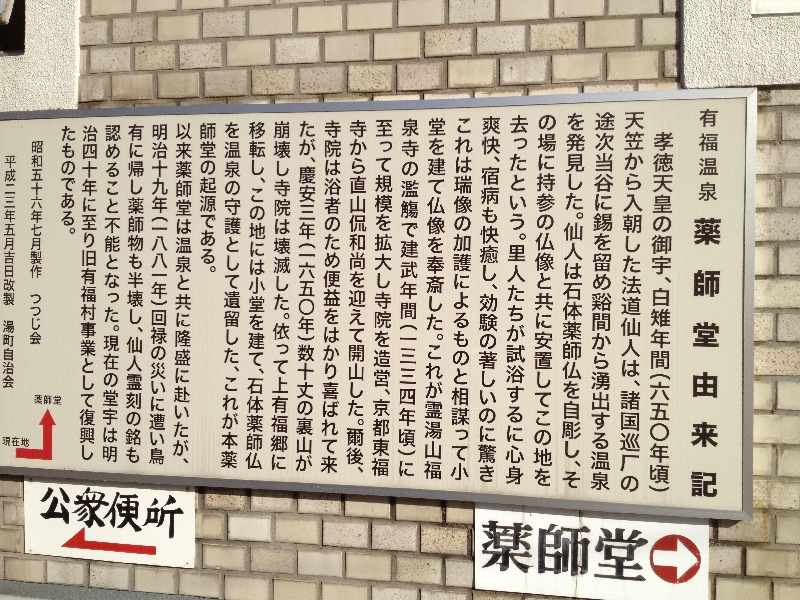 有福温泉 薬師堂由来記
孝徳天皇の御宇、白雉年間(六五〇年頃)
天竺から入朝した法道仙人は、諸国巡𠂆の
途次当谷に錫を留め谿間から湧出する温泉
を発見した。仙人は石体薬師仏を自彫し、そ
の場に持参の仏像と共に安置してこの地を
去ったという。里人たちが試浴するに心身
爽快、宿病も快癒し、効験の著しいのに驚き
これは瑞像の加護によるものと相謀って小
堂を建て仏像を奉斎した。これが霊湯山福
泉寺の濫觴で建武年間(一三三四年頃)に
至って規模を拡大し寺院を造営、京都東福
寺から直山侃和尚を迎えて開山した。爾後、
寺院は浴者のため便益をはかり喜ばれて来
たが、慶安三年(一六五〇年)数十丈の裏山が
崩壊し寺院は壊滅した。依って上有福郷に
移転し、この地には小堂を建て、石体薬師仏
を温泉の守護として遺留した、これが本薬
師堂の起源である。
以来薬師堂は温泉と共に隆盛に赴いたが、
明治十九年(一八八一年)回禄の災いに遭い烏
有に帰し薬師物も半壊し、仙人霊刻の銘も
認めること不能となった。現在の堂宇は明
治四十年に至り旧有福村事業として復興し
たものである。
昭和五十六年七月製作 つつじ会
平成二三年五月吉日改製 湯町自治会
薬師堂
現在地
公衆便所
薬師堂